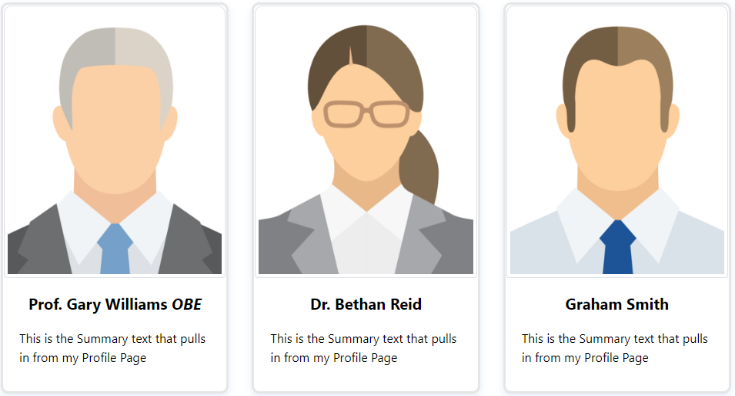 Prof. Gary Williams OBE
This is the Summary text that pulls
in from my Profile Page
Dr. Bethan Reid
This is the Summary text that pulls
in from my Profile Page
Graham Smith
This is the Summary text that pulls
in from my Profile Page